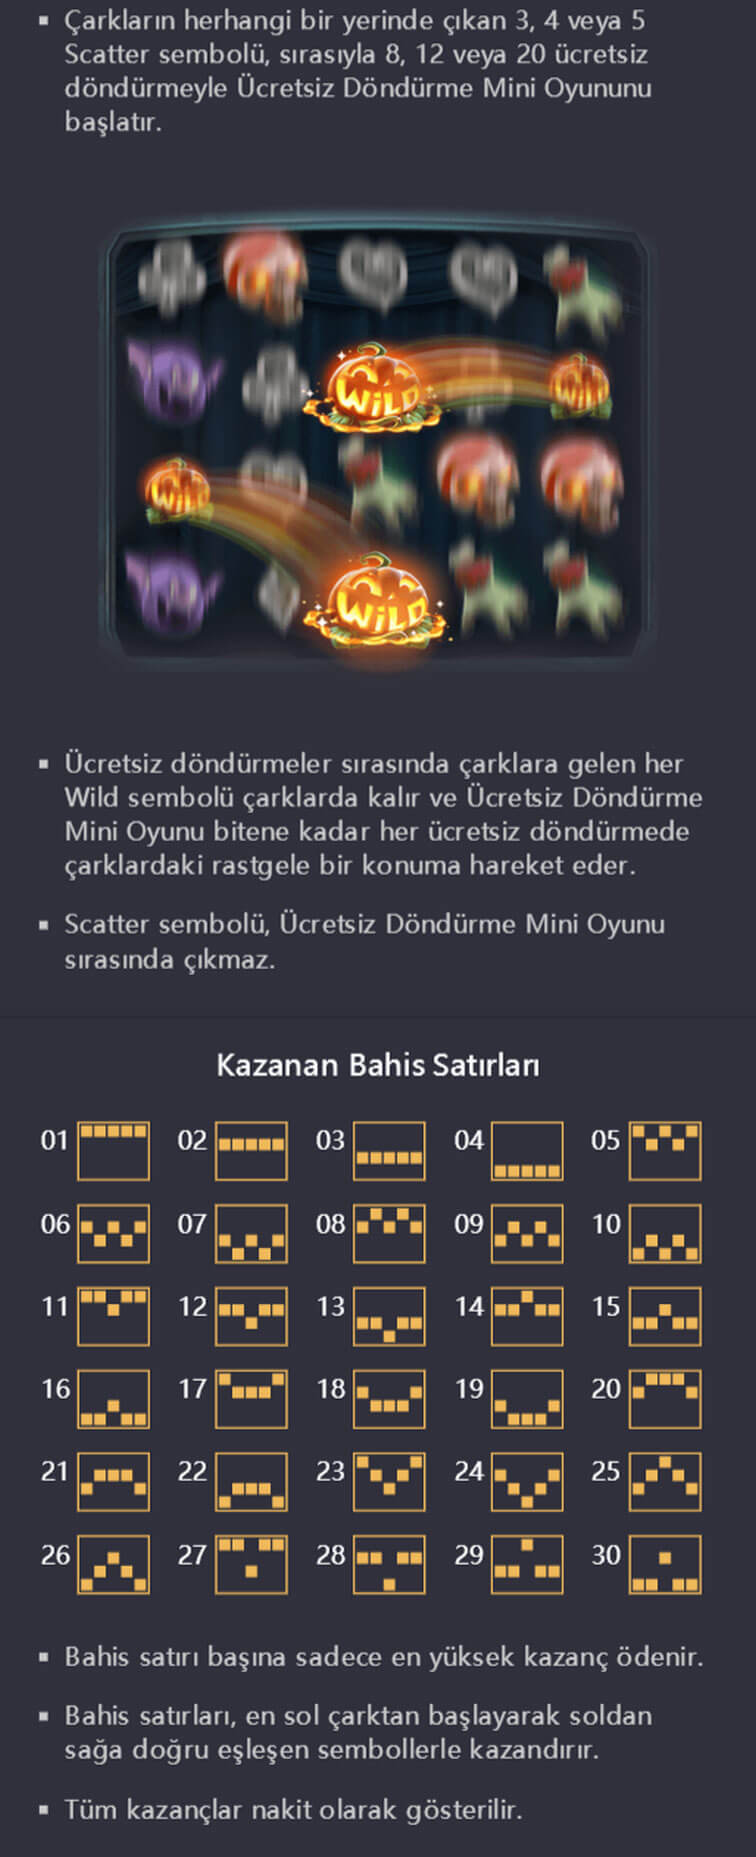 ▪ Çarkların herhangi bir yerinde çıkan 3, 4 veya 5
Scatter sembolü, sırasıyla 8, 12 veya 20 ücretsiz
döndürmeyle Ücretsiz Döndürme Mini Oyununu
başlatır.
WiLD
WiLD
WiLD
WiLD
▪ Ücretsiz döndürmeler sırasında çarklara gelen her
Wild sembolü çarklarda kalır ve Ücretsiz Döndürme
Mini Oyunu bitene kadar her ücretsiz döndürmede
çarklardaki rastgele bir konuma hareket eder.
▪ Scatter sembolü, Ücretsiz Döndürme Mini Oyunu
sırasında çıkmaz.
Kazanan Bahis Satırları
01 02 03 04 05
06 07 08 09 10
11 12 13 14 15
16 17 18 19 20
21 22 23 24 25
26 27 28 29 30
▪ Bahis satırı başına sadece en yüksek kazanç ödenir.
▪ Bahis satırları, en sol çarktan başlayarak soldan
sağa doğru eşleşen sembollerle kazandırır.
▪ Tüm kazançlar nakit olarak gösterilir.